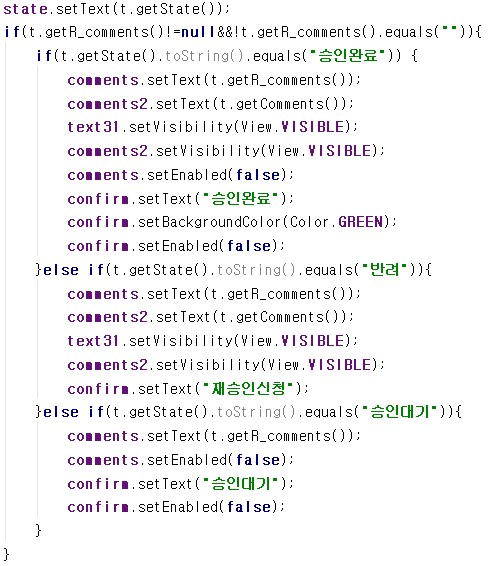 state.setText(t.getState());
if(t.getR_comments()!=null&&!t.getR_comments().equals("")){
    if(t.getState().toString().equals("승인완료")) {
        comments.setText(t.getR_comments());
        comments2.setText(t.getComments());
        text31.setVisibility(View.VISIBLE);
        comments2.setVisibility(View.VISIBLE);
        comments.setEnabled(false);
        confirm.setText("승인완료");
        confirm.setBackgroundColor(Color.GREEN);
        confirm.setEnabled(false);
    }else if(t.getState().toString().equals("반려")){
        comments.setText(t.getR_comments());
        comments2.setText(t.getComments());
        text31.setVisibility(View.VISIBLE);
        comments2.setVisibility(View.VISIBLE);
        confirm.setText("재승인신청");
    }else if(t.getState().toString().equals("승인대기")){
        comments.setText(t.getR_comments());
        comments.setEnabled(false);
        confirm.setText("승인대기");
        confirm.setEnabled(false);
    }
}